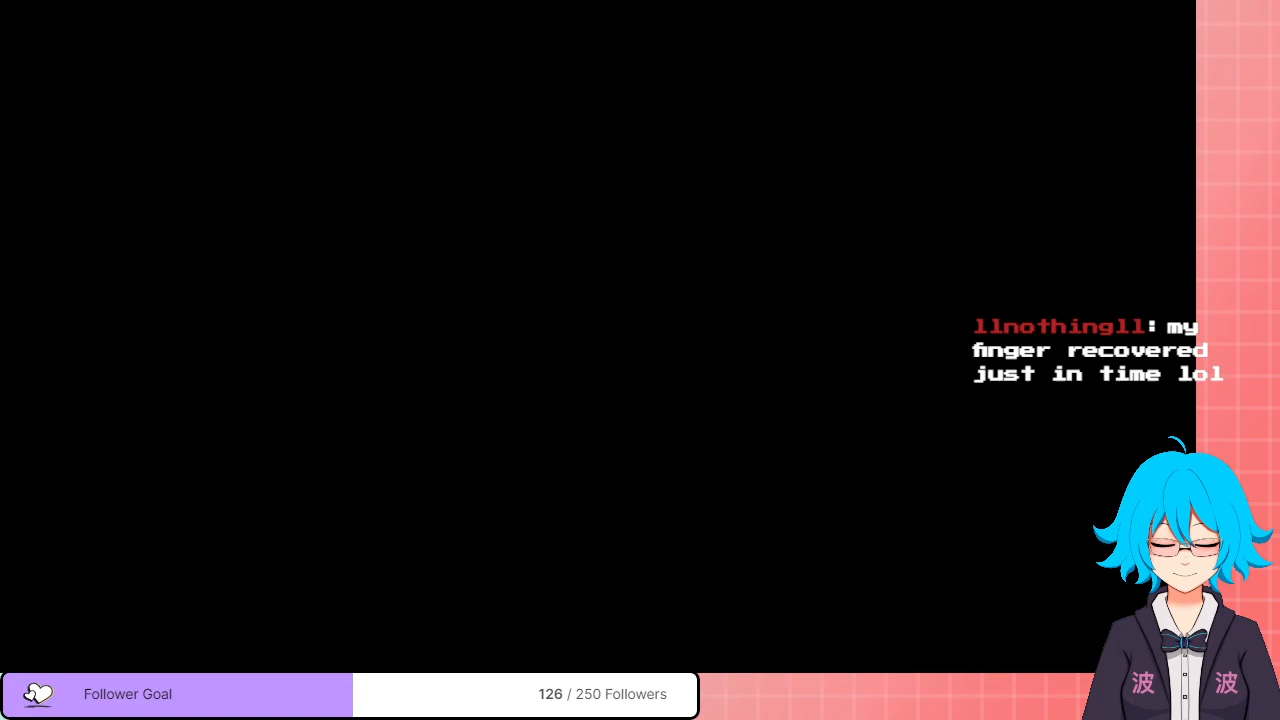 llnothingll: my
finger recovered
just in time lol
波 波
Follower Goal 126 / 250 Followers